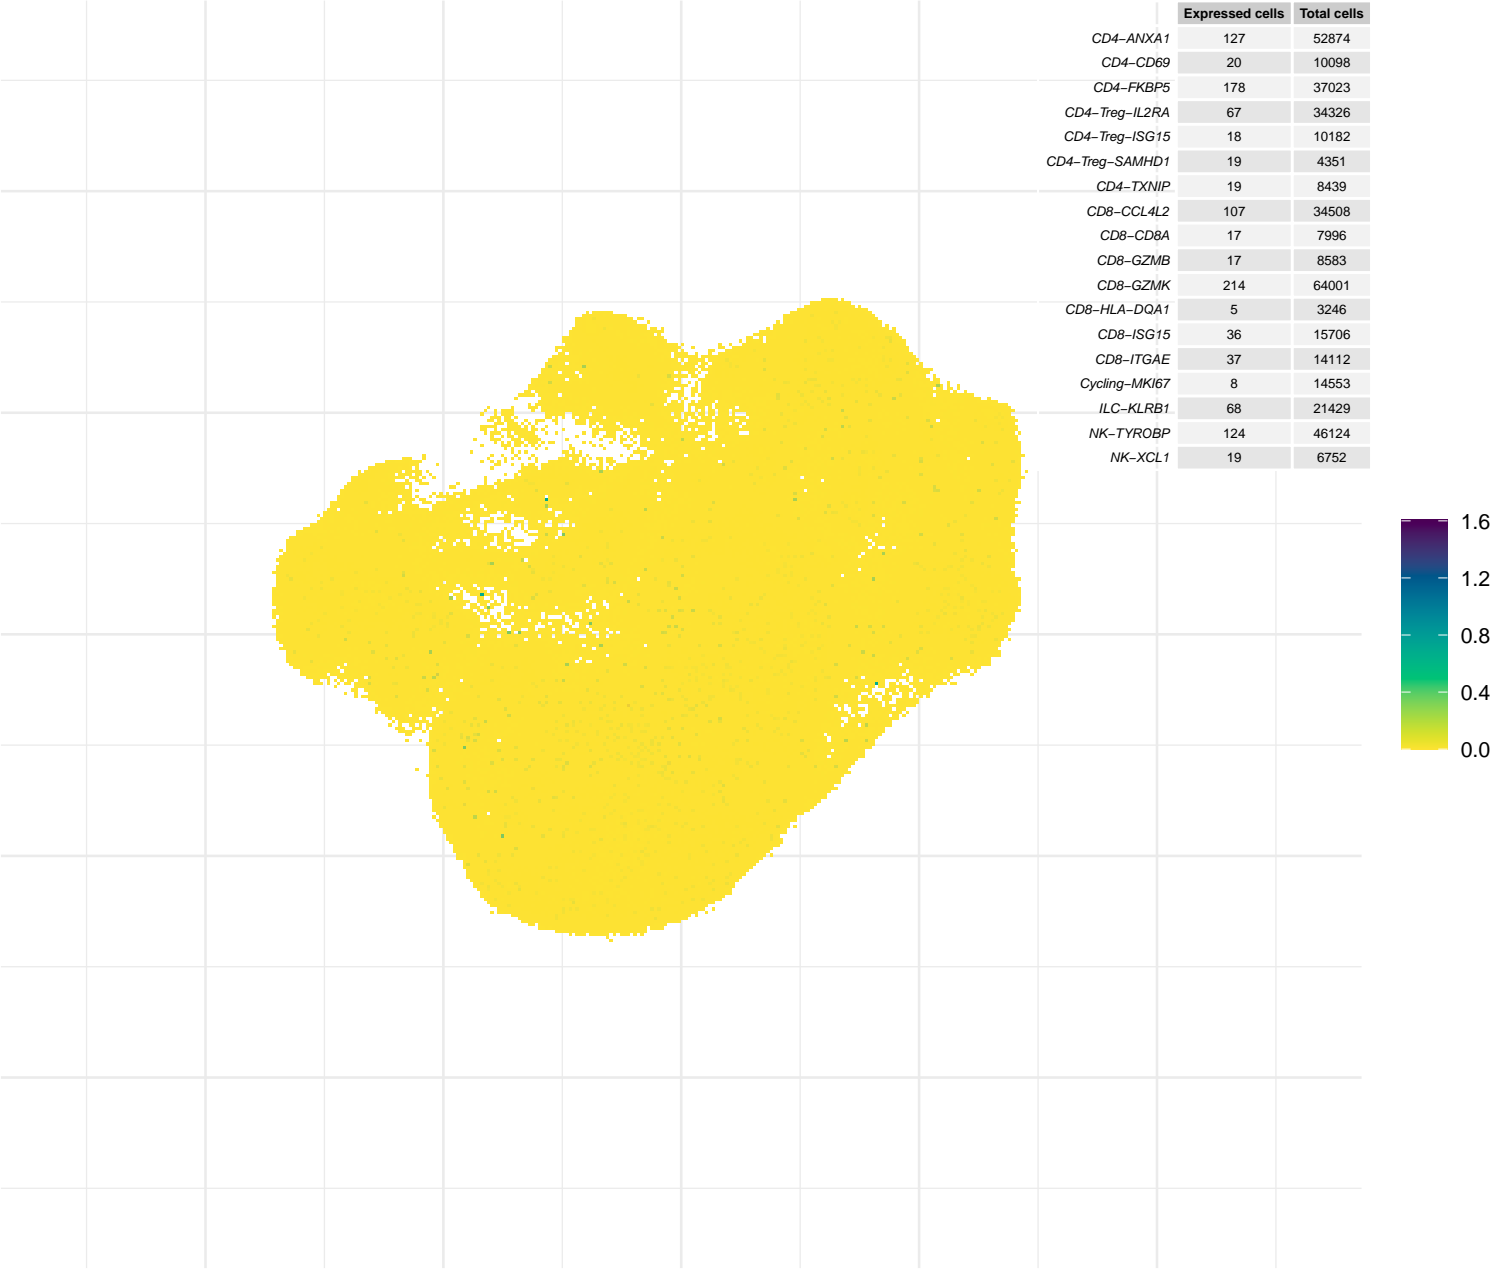 Expressed cells Total cells
CD4−ANXA1 127 52874
CD4−CD69 20 10098
CD4−FKBP5 178 37023
CD4−Treg−IL2RA 67 34326
CD4−Treg−ISG15 18 10182
CD4−Treg−SAMHD1 19 4351
CD4−TXNIP 19 8439
CD8−CCL4L2 107 34508
CD8−CD8A 17 7996
CD8−GZMB 17 8583
CD8−GZMK 214 64001
CD8−HLA−DQA1 5 3246
CD8−ISG15 36 15706
CD8−ITGAE 37 14112
Cycling−MKI67 8 14553
ILC−KLRB1 68 21429
NK−TYROBP 124 46124
NK−XCL1 19 6752
1.6
1.2
0.8
0.4
0.0